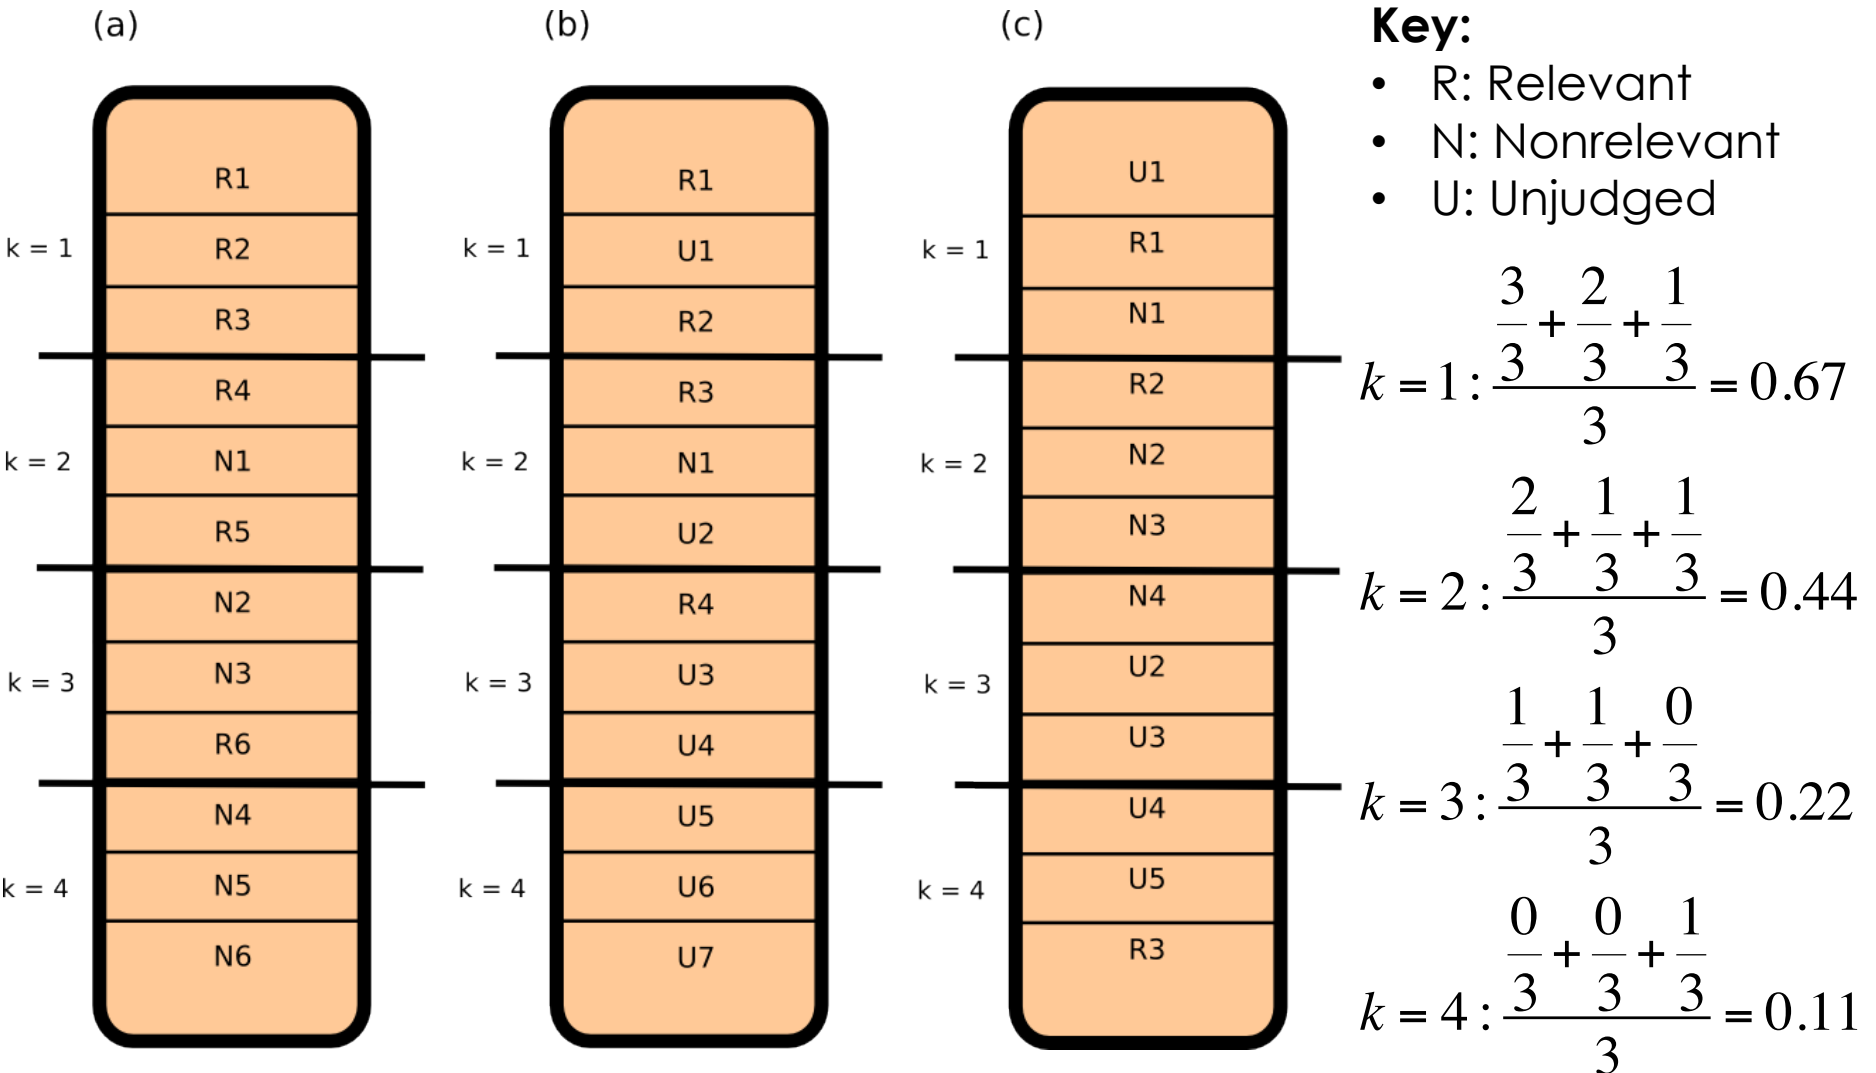 (a)
R1
k = 1
R2
R3
R4
k = 2
N1
R5
N2
k = 3
N3
R6
N4
k = 4
N5
N6
(b)
R1
k = 1
U1
R2
R3
k = 2
N1
U2
R4
k = 3
U3
U4
U5
k = 4
U6
U7
(c)
U1
k = 1
R1
N1
R2
k = 2
N2
N3
N4
k = 3
U2
U3
U4
k = 4
U5
R3
Key:
• R: Relevant
• N: Nonrelevant
• U: Unjudged
k = 1 : (3/3 + 2/3 + 1/3) / 3 = 0.67
k = 2 : (2/3 + 1/3 + 1/3) / 3 = 0.44
k = 3 : (1/3 + 1/3 + 0/3) / 3 = 0.22
k = 4 : (0/3 + 0/3 + 1/3) / 3 = 0.11